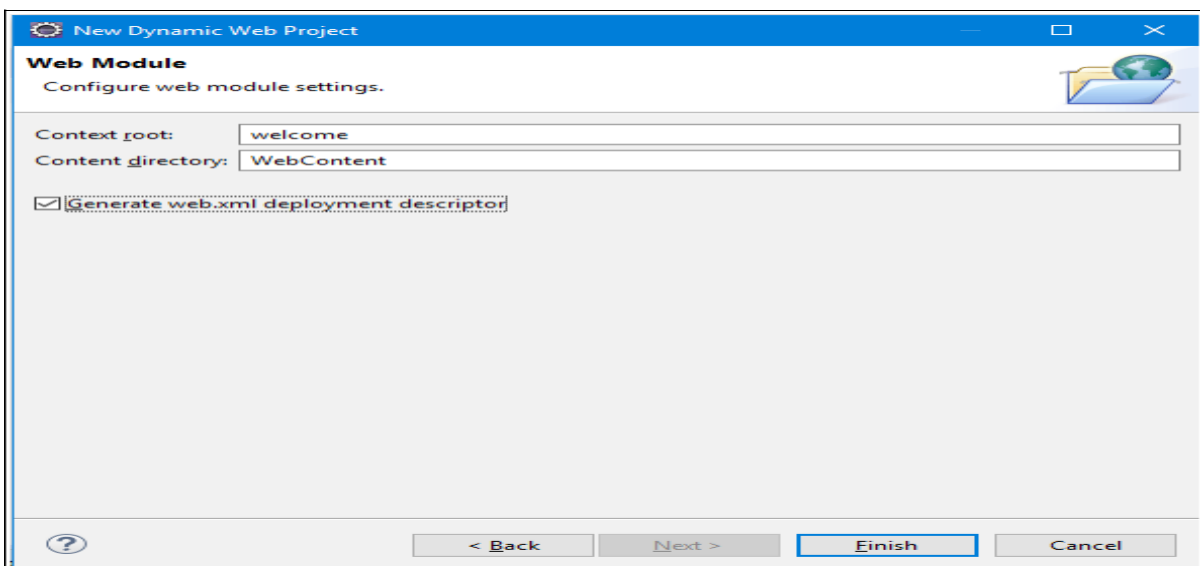 New Dynamic Web Project
Web Module
Configure web module settings.
Context root: welcome
Content directory: WebContent
Generate web.xml deployment descriptor
? < Back Next > Finish Cancel